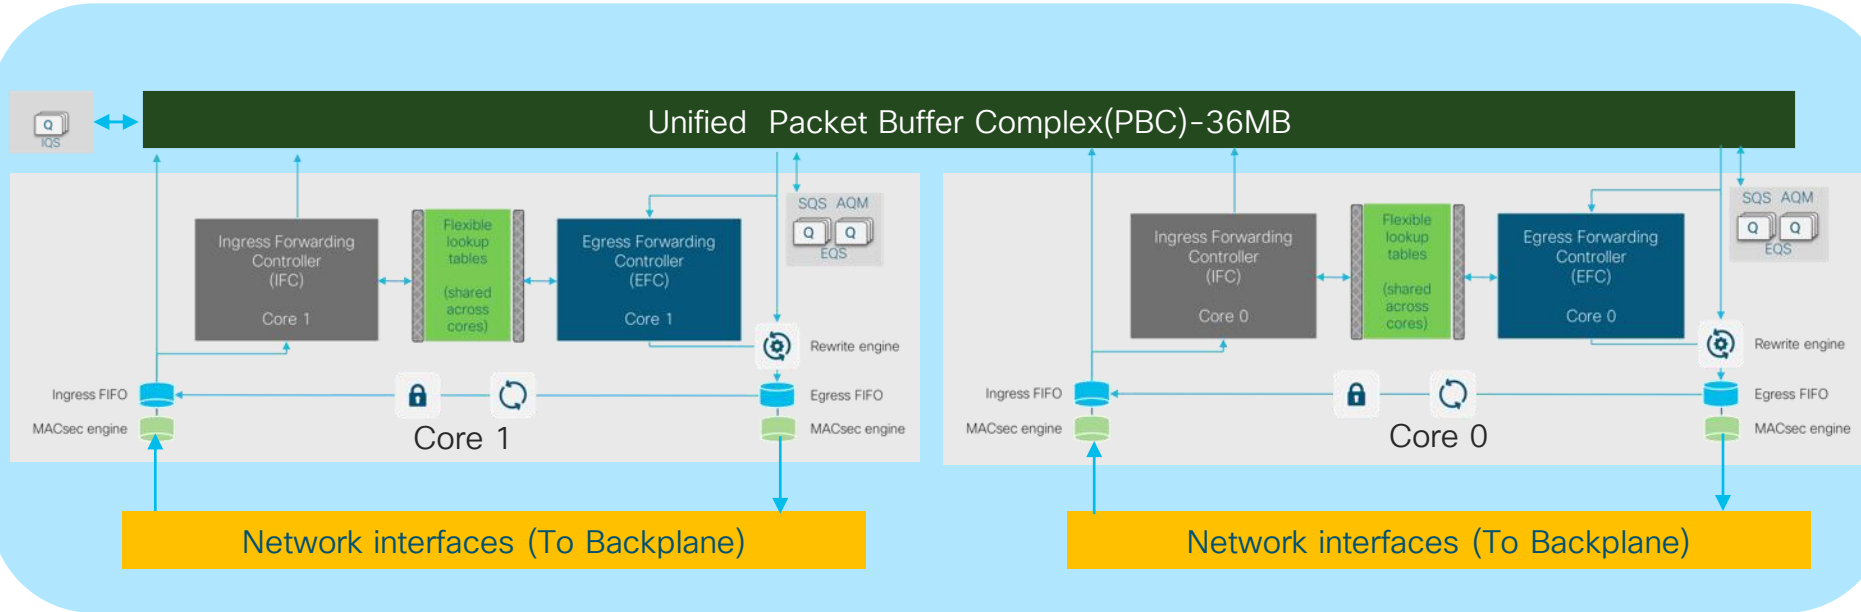 Unified Packet Buffer Complex(PBC)-36MB
Q
IQS
Ingress Forwarding
Controller
(IFC)
Core 1
Flexible
lookup
tables
(shared
across
cores)
Egress Forwarding
Controller
(EFC)
Core 1
SQS AQM
Q Q
EQS
Rewrite engine
Ingress FIFO
Egress FIFO
MACsec engine
MACsec engine
Core 1
Network interfaces (To Backplane)
Ingress Forwarding
Controller
(IFC)
Core 0
Flexible
lookup
tables
(shared
across
cores)
Egress Forwarding
Controller
(EFC)
Core 0
SQS AQM
Q Q
EQS
Rewrite engine
Ingress FIFO
Egress FIFO
MACsec engine
MACsec engine
Core 0
Network interfaces (To Backplane)